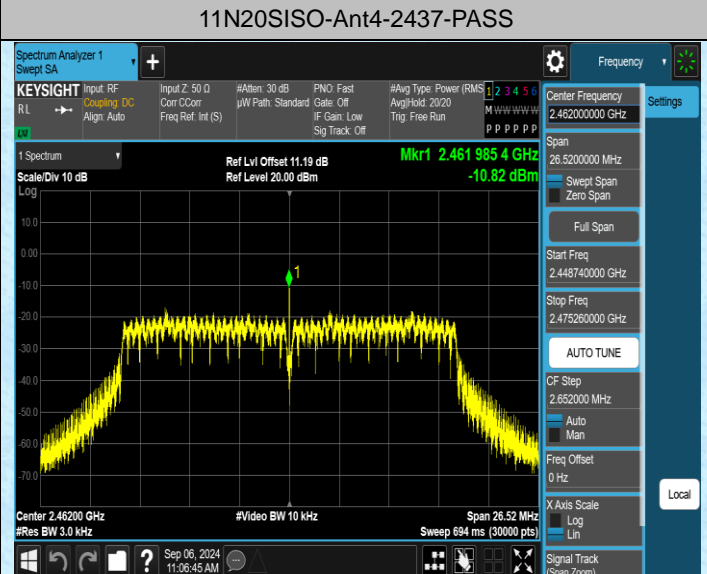 11N20SISO-Ant4-2437-PASS
Spectrum Analyzer 1
Swept SA
Frequency
KEYSIGHT
RL
Input: RF
Coupling: DC
Align: Auto
Input Z: 50 Ω
Corr CCorr
Freq Ref: Int (S)
#Atten: 30 dB
µW Path: Standard
PNO: Fast
Gate: Off
IF Gain: Low
Sig Track: Off
#Avg Type: Power (RMS
Avg|Hold: 20/20
Trig: Free Run
1 2 3 4 5 6
M W W W W W
P P P P P P
1 Spectrum
Scale/Div 10 dB
Ref Lvl Offset 11.19 dB
Ref Level 20.00 dBm
Mkr1 2.461 985 4 GHz
-10.82 dBm
Log
10.0
0.00
-10.0
-20.0
-30.0
-40.0
-50.0
-60.0
-70.0
1
Center 2.46200 GHz
#Res BW 3.0 kHz
#Video BW 10 kHz
Span 26.52 MHz
Sweep 694 ms (30000 pts)
Sep 06, 2024
11:06:45 AM
Center Frequency
2.462000000 GHz
Span
26.5200000 MHz
Swept Span
Zero Span
Full Span
Start Freq
2.448740000 GHz
Stop Freq
2.475260000 GHz
AUTO TUNE
CF Step
2.652000 MHz
Auto
Man
Freq Offset
0 Hz
X Axis Scale
Log
Lin
Signal Track
(Span Zoom)
Settings
Local